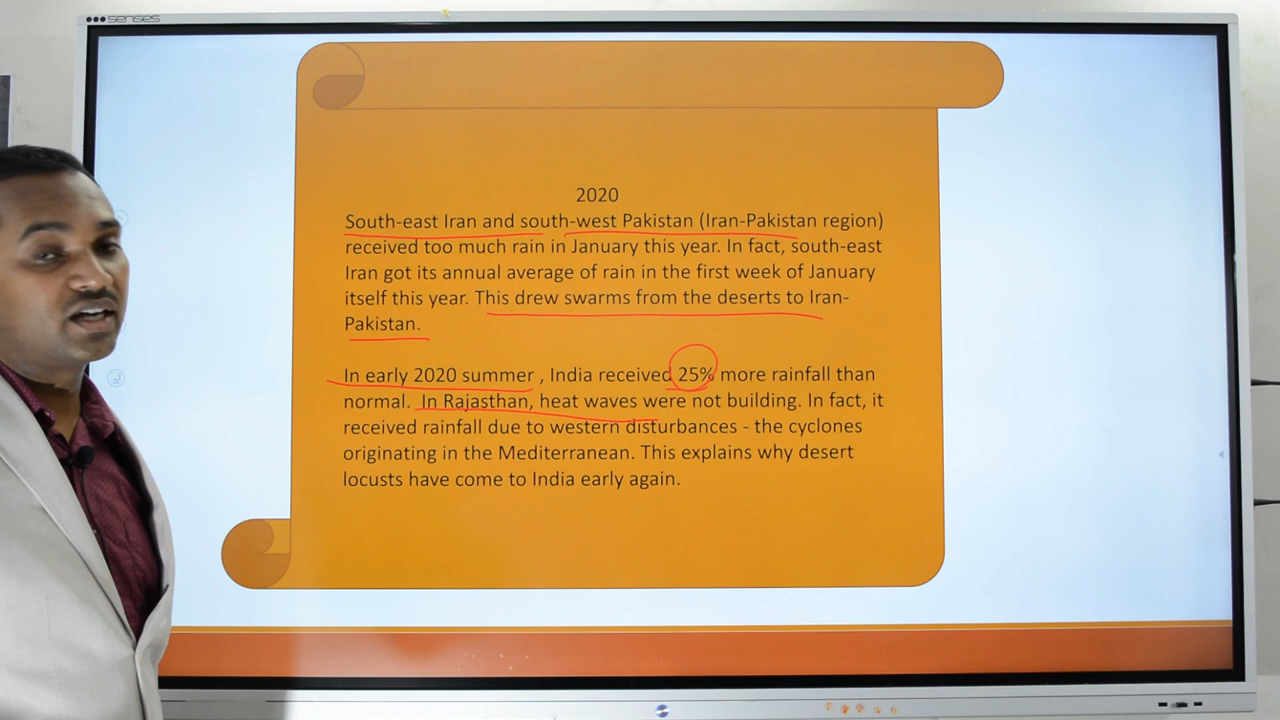 senses
2020
South-east Iran and south-west Pakistan (Iran-Pakistan region)
received too much rain in January this year. In fact, south-east
Iran got its annual average of rain in the first week of January
itself this year. This drew swarms from the deserts to Iran-
Pakistan.
In early 2020 summer , India received 25% more rainfall than
normal. In Rajasthan, heat waves were not building. In fact, it
received rainfall due to western disturbances - the cyclones
originating in the Mediterranean. This explains why desert
locusts have come to India early again.